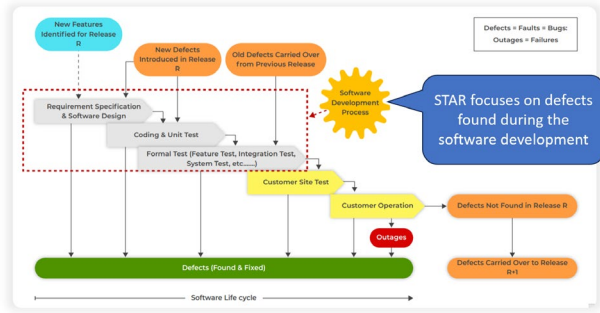 New Features
Identified for Release
R
New Defects
Introduced in Release
R
Old Defects Carried Over
from Previous Release
Defects = Faults = Bugs:
Outages = Failures
Software
Development
Process
STAR focuses on defects
found during the
software development
Requirement Specification
& Software Design
Coding & Unit Test
Formal Test (Feature Test, Integration Test,
System Test, etc......)
Customer Site Test
Customer Operation
Defects Not Found in Release R
Outages
Defects (Found & Fixed)
Defects Carried Over to Release
R+1
Software Life cycle